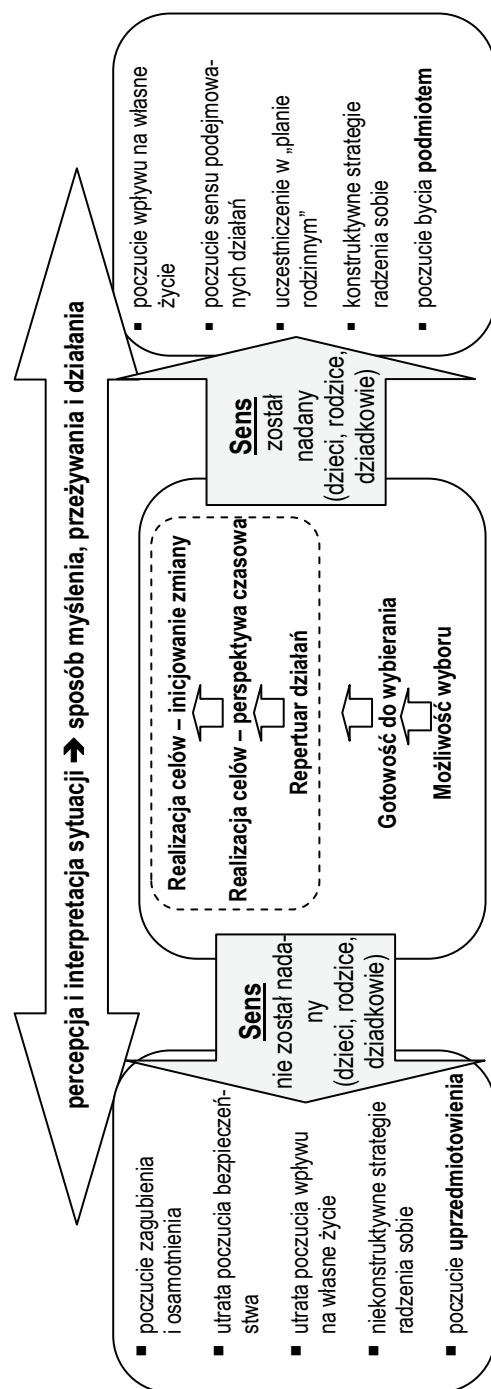 percepcja i interpretacja sytuacji ➔ sposób myślenia, przeżywania i działania
▪ poczucie zagubienia
i osamotnienia
▪ utrata poczucia bezpieczeń-
stwa
▪ utrata poczucia wpływu
na własne życie
▪ niekonstruktywne strategie
radzenia sobie
▪ poczucie uprzedmiotowienia
Sens
nie został nada-
ny
(dzieci, rodzice,
dziadkowie)
Realizacja celów – inicjowanie zmiany
Realizacja celów – perspektywa czasowa
Repertuar działań
Gotowość do wybierania
Możliwość wyboru
Sens
został
nadany
(dzieci, rodzice,
dziadkowie)
▪ poczucie wpływu na własne
życie
▪ poczucie sensu podejmowa-
nych działań
▪ uczestniczenie w „planie
rodzinnym”
▪ konstruktywne strategie
radzenia sobie
▪ poczucie bycia podmiotem